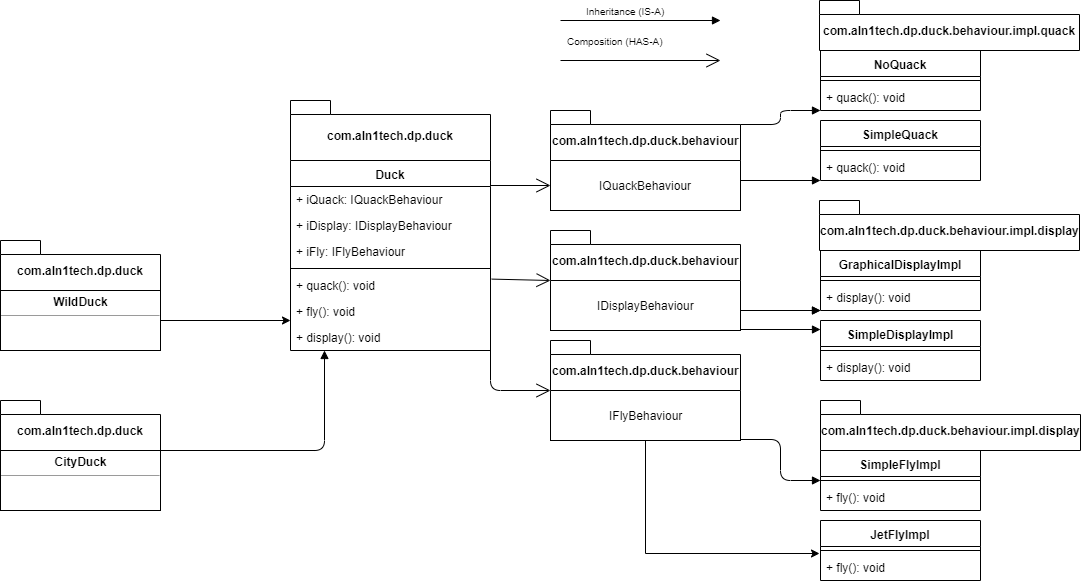 Inheritance (IS-A)
Composition (HAS-A)
com.aln1tech.dp.duck
WildDuck
com.aln1tech.dp.duck
CityDuck
com.aln1tech.dp.duck
Duck
+ iQuack: IQuackBehaviour
+ iDisplay: IDisplayBehaviour
+ iFly: IFlyBehaviour
+ quack(): void
+ fly(): void
+ display(): void
com.aln1tech.dp.duck.behaviour
IQuackBehaviour
com.aln1tech.dp.duck.behaviour
IDisplayBehaviour
com.aln1tech.dp.duck.behaviour
IFlyBehaviour
com.aln1tech.dp.duck.behaviour.impl.quack
NoQuack
+ quack(): void
SimpleQuack
+ quack(): void
com.aln1tech.dp.duck.behaviour.impl.display
GraphicalDisplayImpl
+ display(): void
SimpleDisplayImpl
+ display(): void
com.aln1tech.dp.duck.behaviour.impl.display
SimpleFlyImpl
+ fly(): void
JetFlyImpl
+ fly(): void